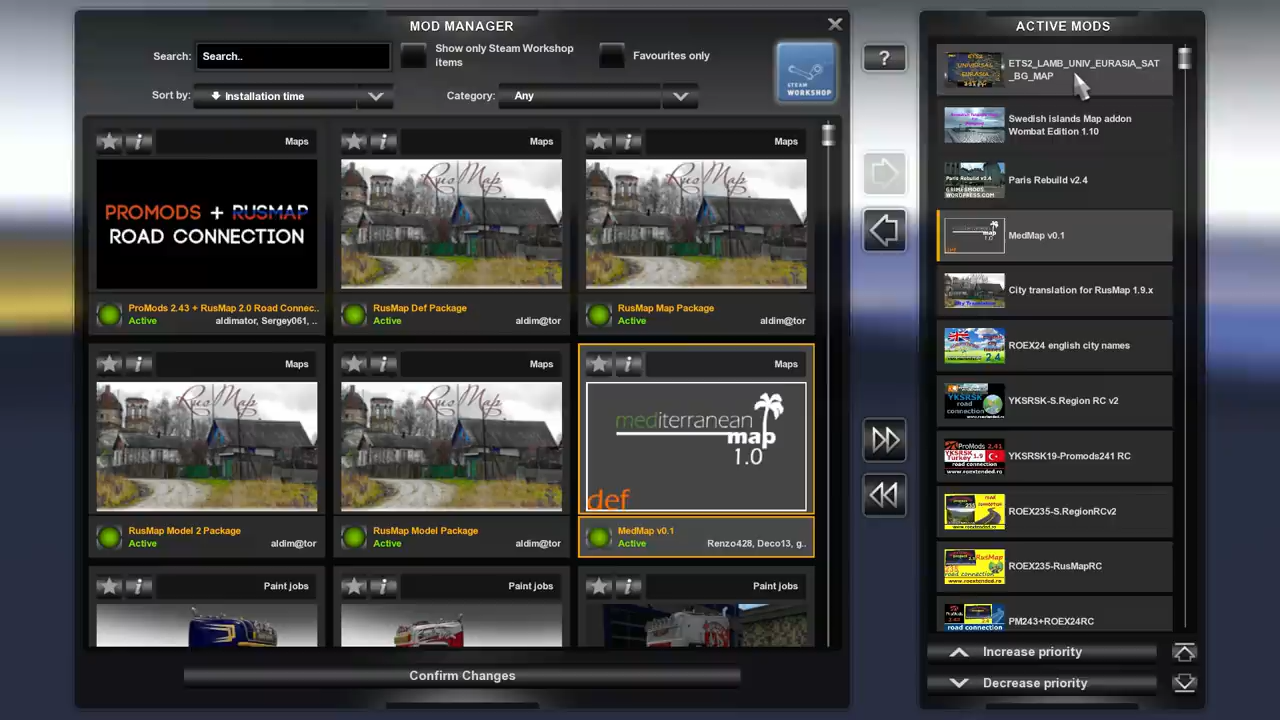 MOD MANAGER
Search:
Search..
Show only Steam Workshop
items
Favourites only
STEAM
WORKSHOP
Sort by:
Installation time
Category:
Any
Maps
Maps
Maps
PROMODS + RUSMAP
ROAD CONNECTION
RusMap
RusMap
ProMods 2.43 + RusMap 2.0 Road Connec..
Active
aldimator, Sergey061, ..
RusMap Def Package
Active
aldim@tor
RusMap Map Package
Active
aldim@tor
Maps
Maps
Maps
RusMap
RusMap
mediterranean
map
1.0
def
RusMap Model 2 Package
Active
aldim@tor
RusMap Model Package
Active
aldim@tor
MedMap v0.1
Active
Renzo428, Deco13, g..
Paint jobs
Paint jobs
Paint jobs
Confirm Changes
?
ACTIVE MODS
ETS2_LAMB_UNIV_EURASIA_SAT
_BG_MAP
Swedish islands Map addon
Wombat Edition 1.10
Paris Rebuild v2.4
MedMap v0.1
City translation for RusMap 1.9.x
ROEX24 english city names
YKSRSK-S.Region RC v2
YKSRSK19-Promods241 RC
ROEX235-S.RegionRCv2
ROEX235-RusMapRC
PM243+ROEX24RC
Increase priority
Decrease priority